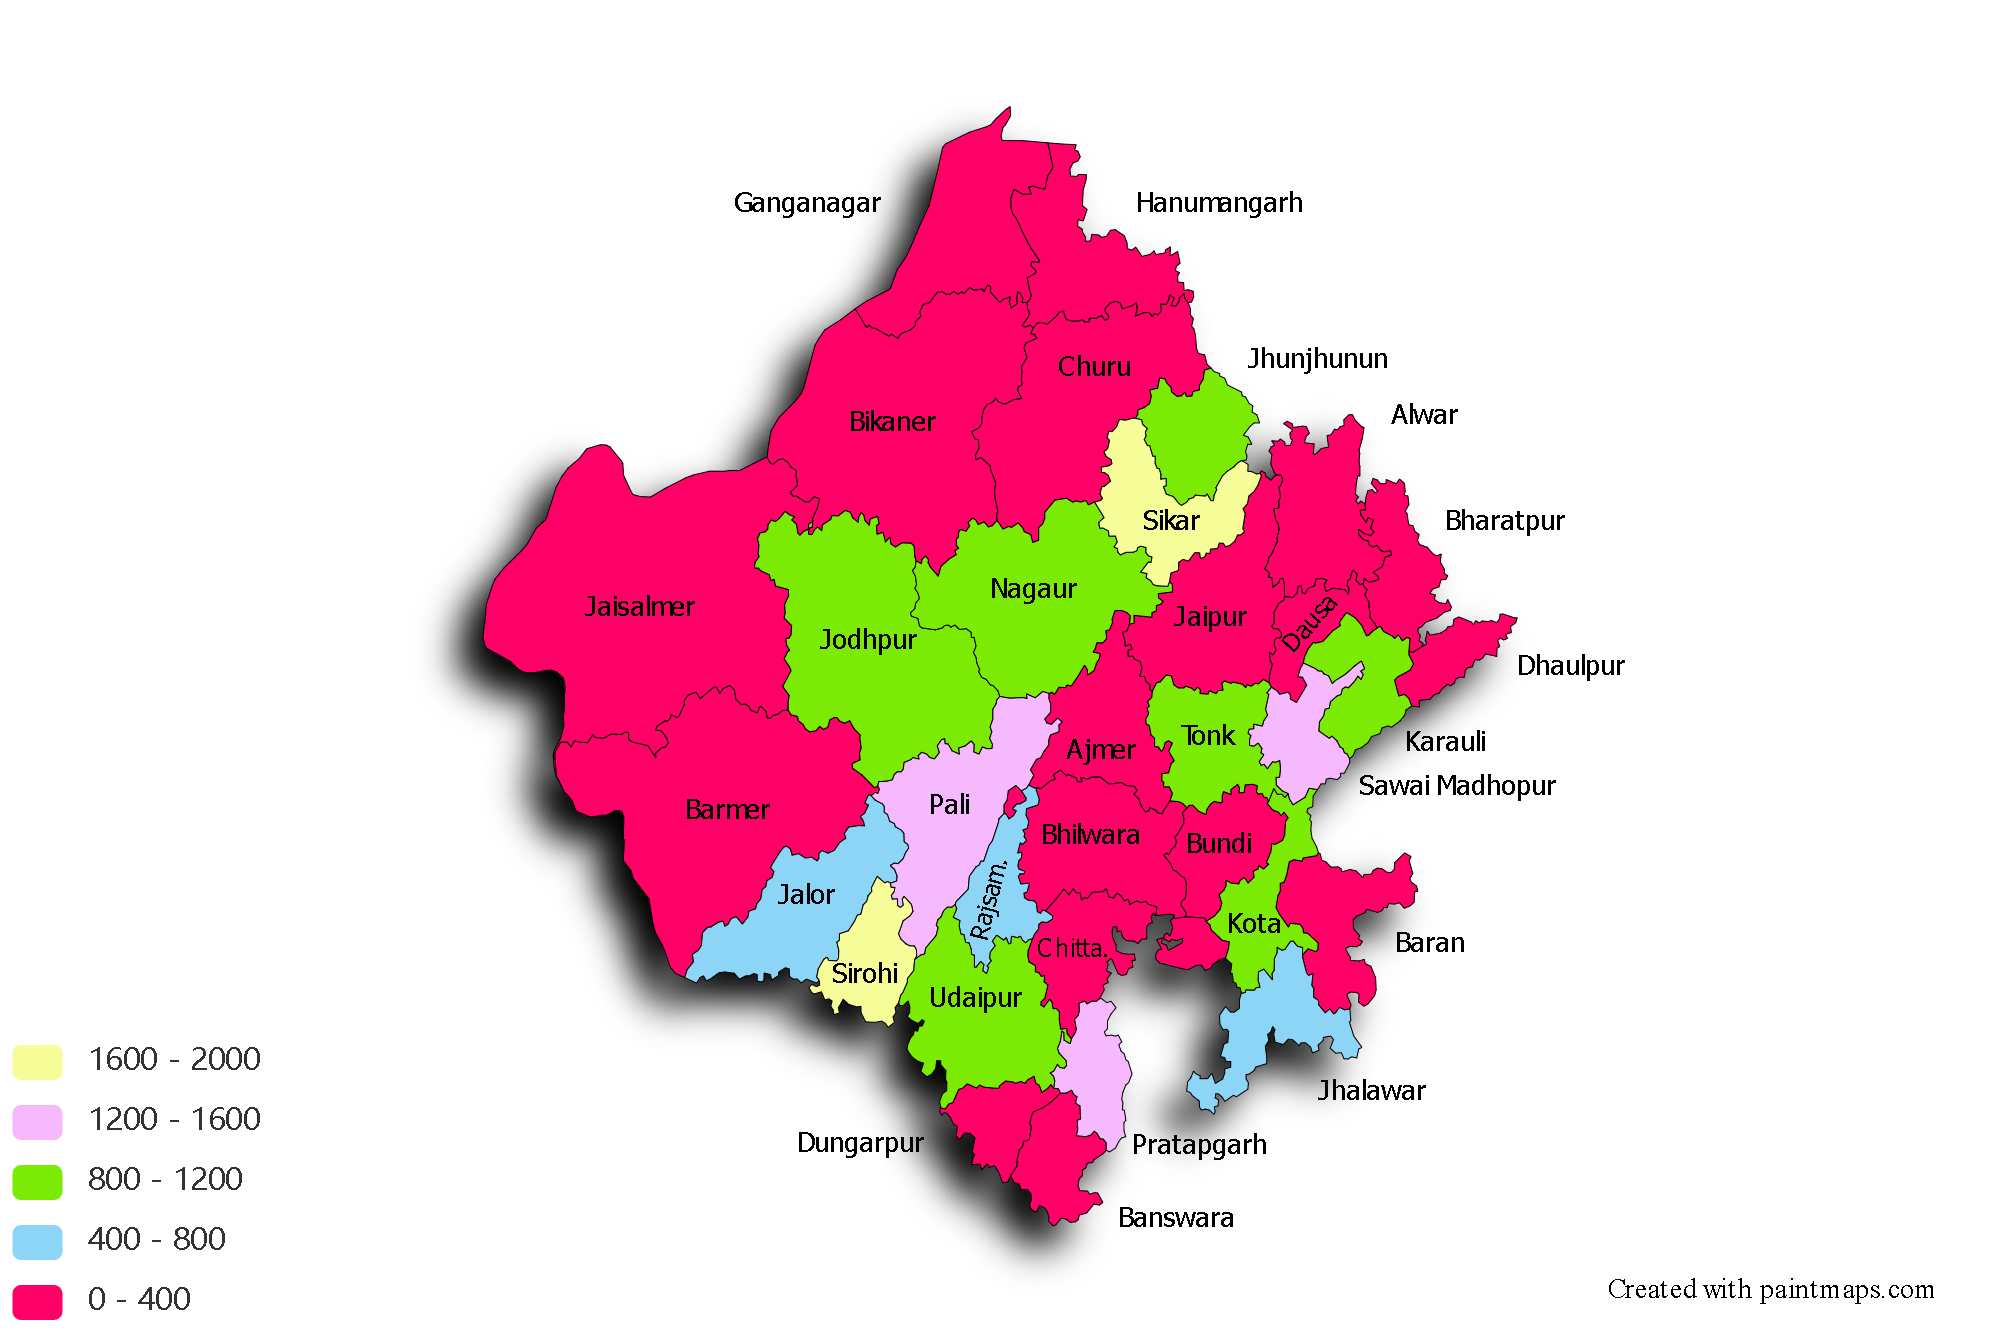 Ganganagar
Hanumangarh
Jhunjhunun
Churu
Alwar
Bikaner
Sikar
Bharatpur
Nagaur
Jaisalmer
Jaipur
Dausa
Jodhpur
Dhaulpur
Tonk
Karauli
Ajmer
Sawai Madhopur
Pali
Barmer
Bhilwara
Bundi
Jalor
Rajsam.
Kota
Baran
Chitta.
Sirohi
Udaipur
Jhalawar
Dungarpur
Pratapgarh
Banswara
1600 - 2000
1200 - 1600
800 - 1200
400 - 800
0 - 400
Created with paintmaps.com